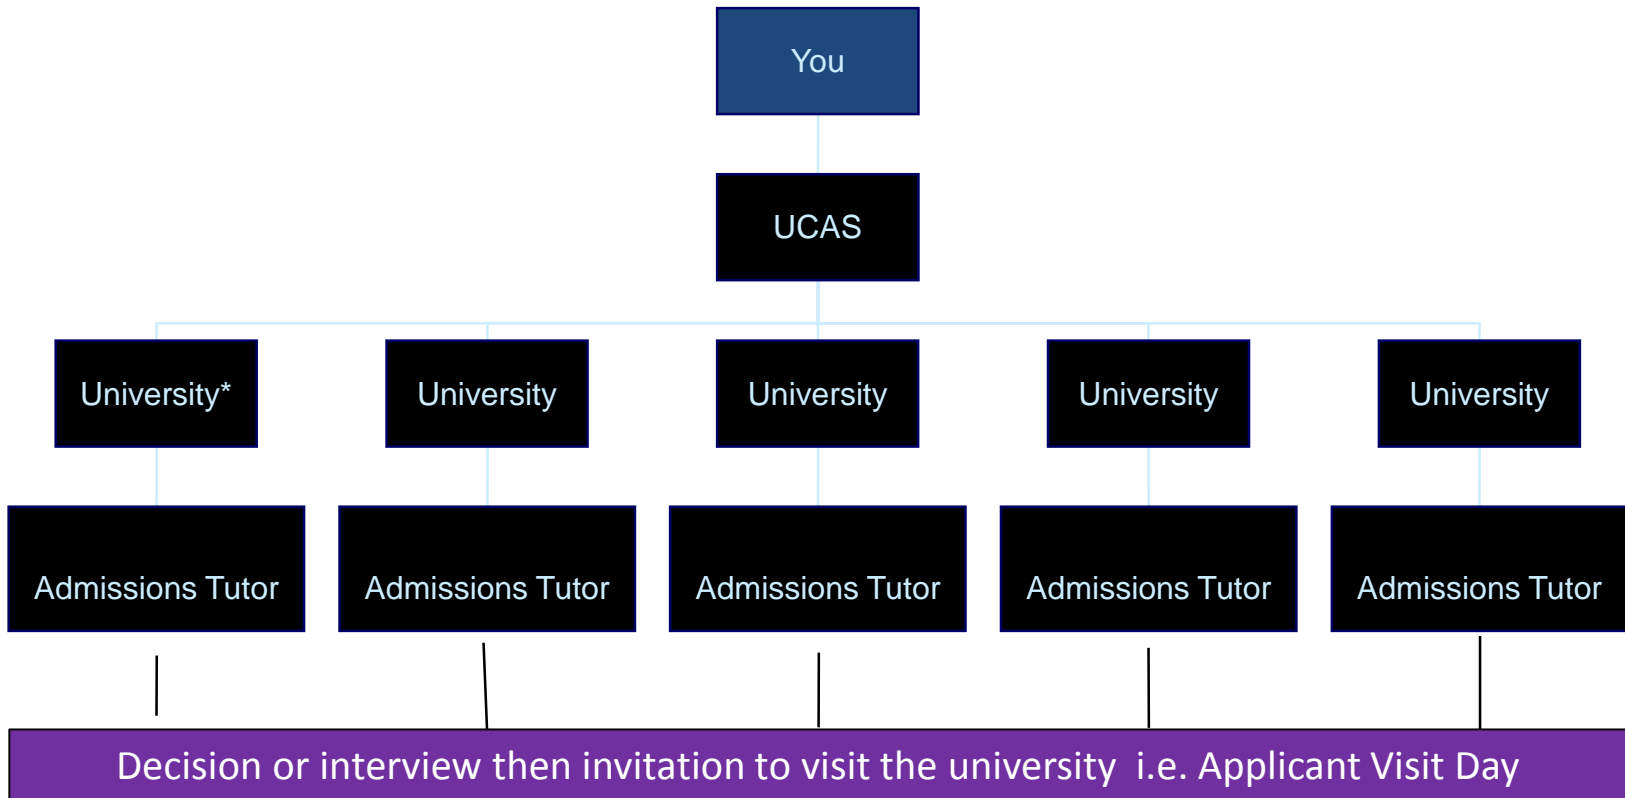 You
UCAS
University*
University
University
University
University
Admissions Tutor
Admissions Tutor
Admissions Tutor
Admissions Tutor
Admissions Tutor
Decision or interview then invitation to visit the university  i.e. Applicant Visit Day